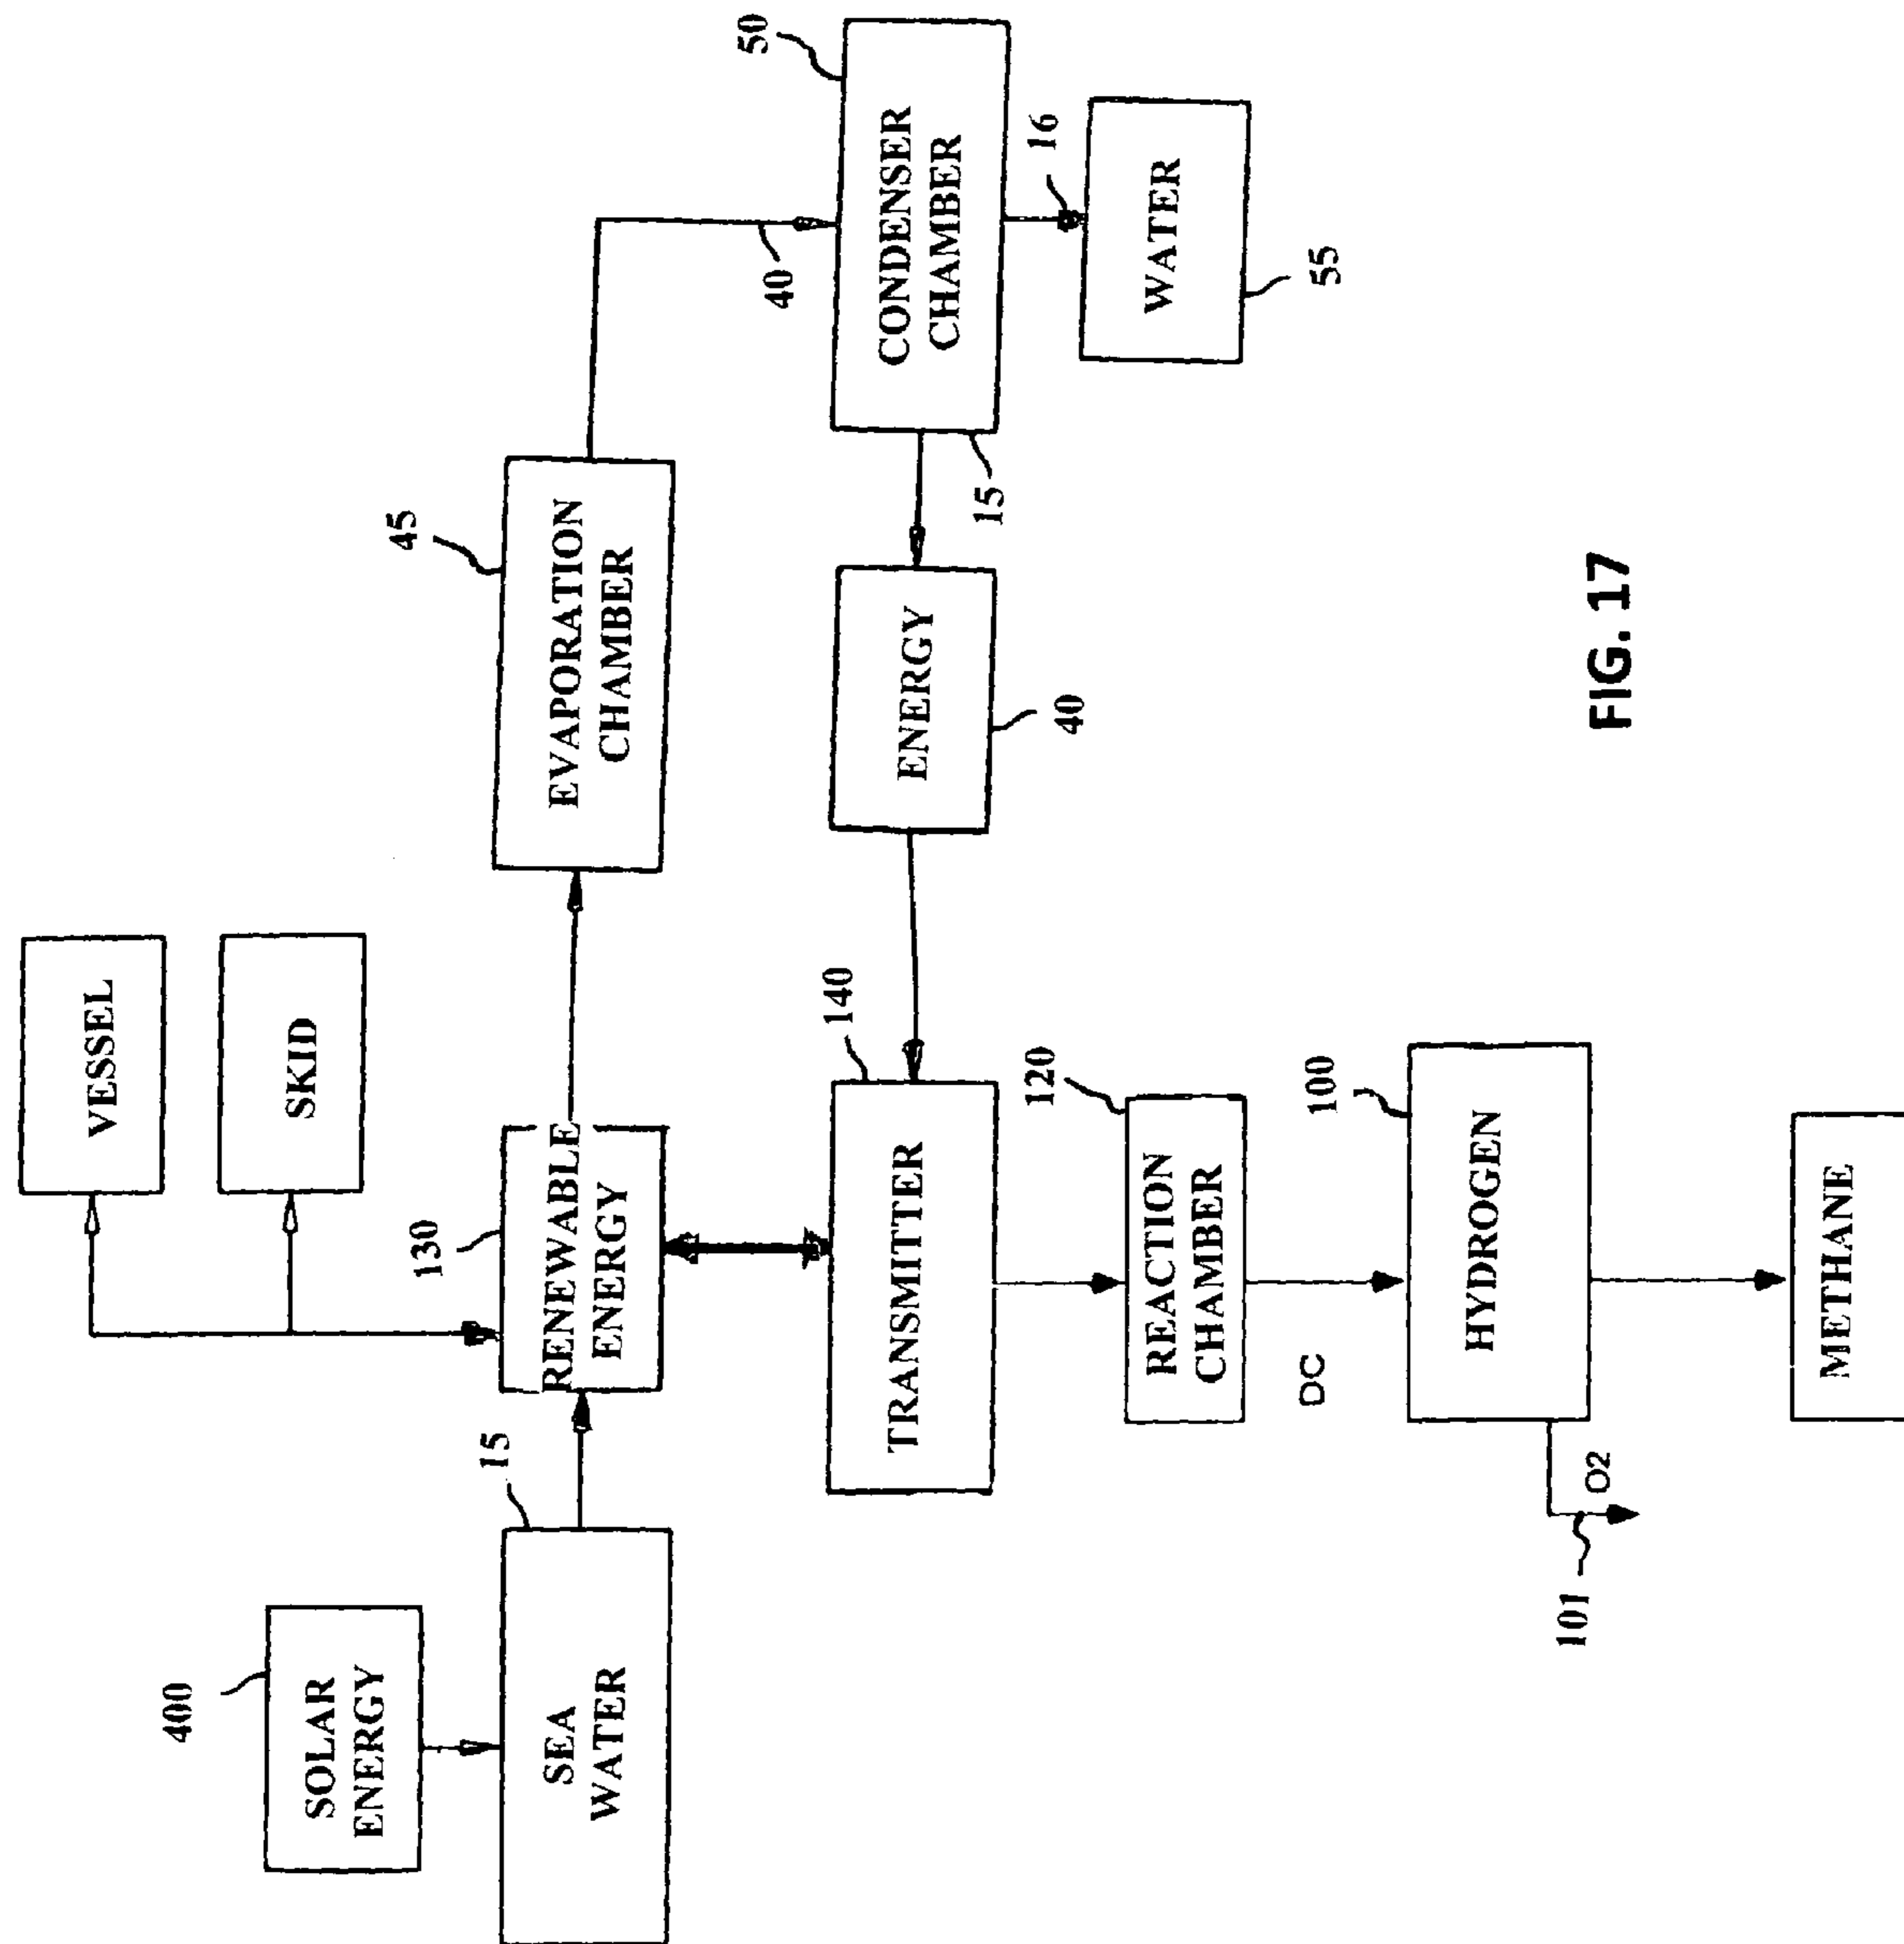 VESSEL
SKID
400
SOLAR
ENERGY
15
SEA
WATER
130
RENEWABLE
ENERGY
45
EVAPORATION
CHAMBER
40
50
CONDENSER
CHAMBER
15
16
WATER
55
ENERGY
40
140
TRANSMITTER
120
REACTION
CHAMBER
DC
100
HYDROGEN
101
O2
METHANE
FIG. 17